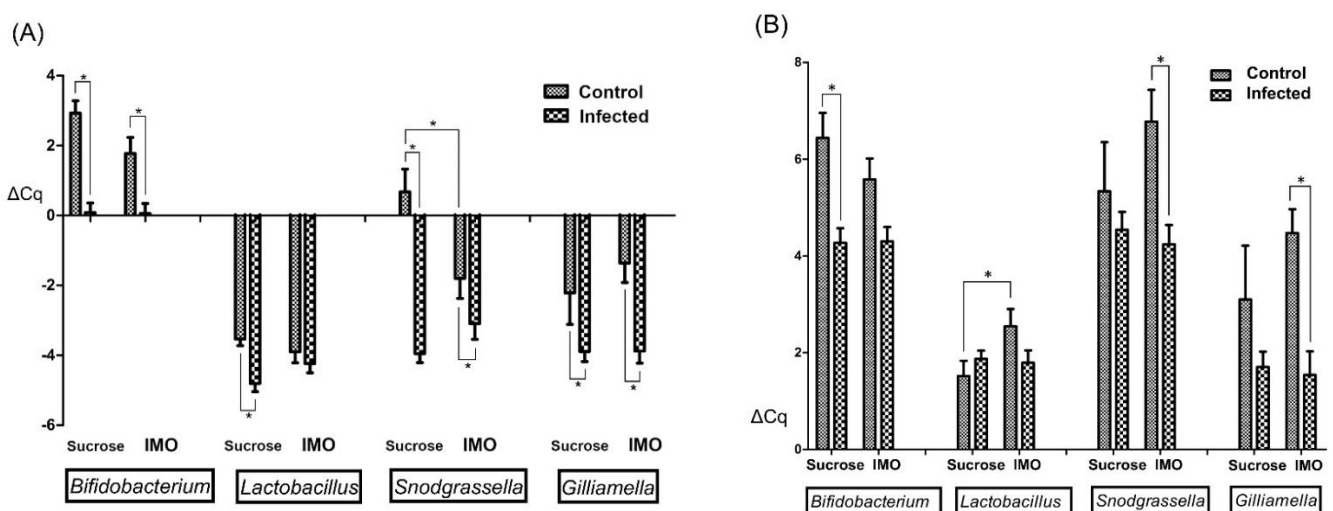 (A)
4
2
0
-2
-4
-6
ΔCq
Control
Infected
*
*
*
*
*
*
*
*
Sucrose IMO Sucrose IMO Sucrose IMO Sucrose IMO
Bifidobacterium Lactobacillus Snodgrassella Gilliamella
(B)
8
6
4
2
0
ΔCq
Control
Infected
*
*
*
*
Sucrose IMO Sucrose IMO Sucrose IMO Sucrose IMO
Bifidobacterium Lactobacillus Snodgrassella Gilliamella